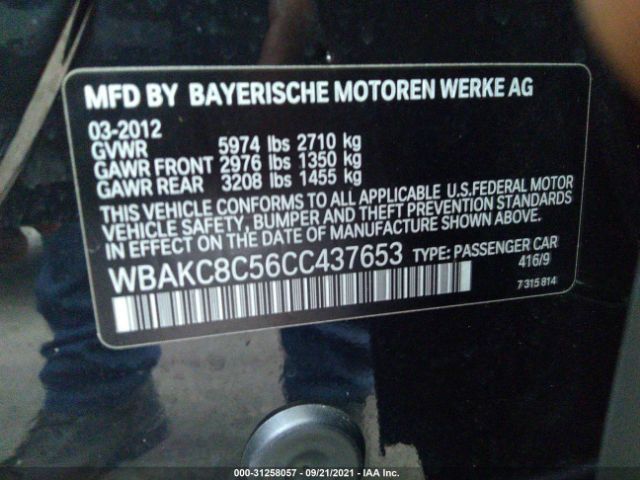 MFD BY BAYERISCHE MOTOREN WERKE AG
03-2012
GVWR 5974 lbs 2710 kg
GAWR FRONT 2976 lbs 1350 kg
GAWR REAR 3208 lbs 1455 kg
THIS VEHICLE CONFORMS TO ALL APPLICABLE U.S.FEDERAL MOTOR
VEHICLE SAFETY, BUMPER AND THEFT PREVENTION STANDARDS
IN EFFECT ON THE DATE OF MANUFACTURE SHOWN ABOVE.
WBAKC8C56CC437653 TYPE: PASSENGER CAR
416/9
7 315 814
000-31258057 - 09/21/2021 - IAA Inc.